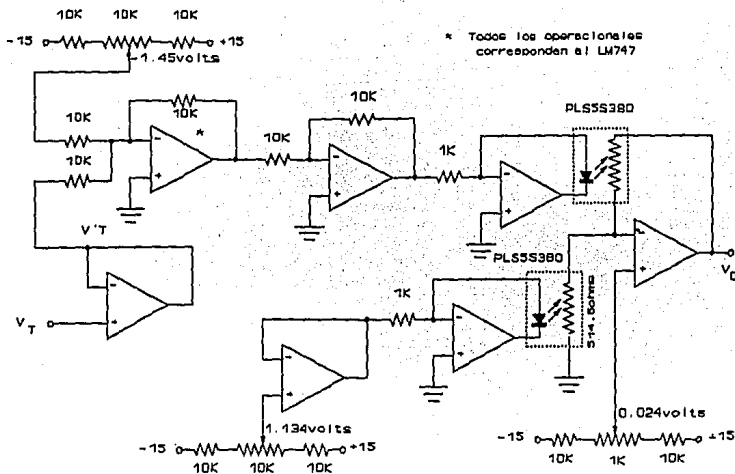 10K 10K 10K
-15 +15
-1.45volts
* Todos los operacionales
corresponden al LM747
10K
10K
10K
*
10K
10K
1K
PLS5S380
V'T
V_T
PLS5S380
1K
514.5ohms
V_O
1.134volts
0.024volts
-15 +15
10K 10K 10K
-15 +15
10K 1K 10K